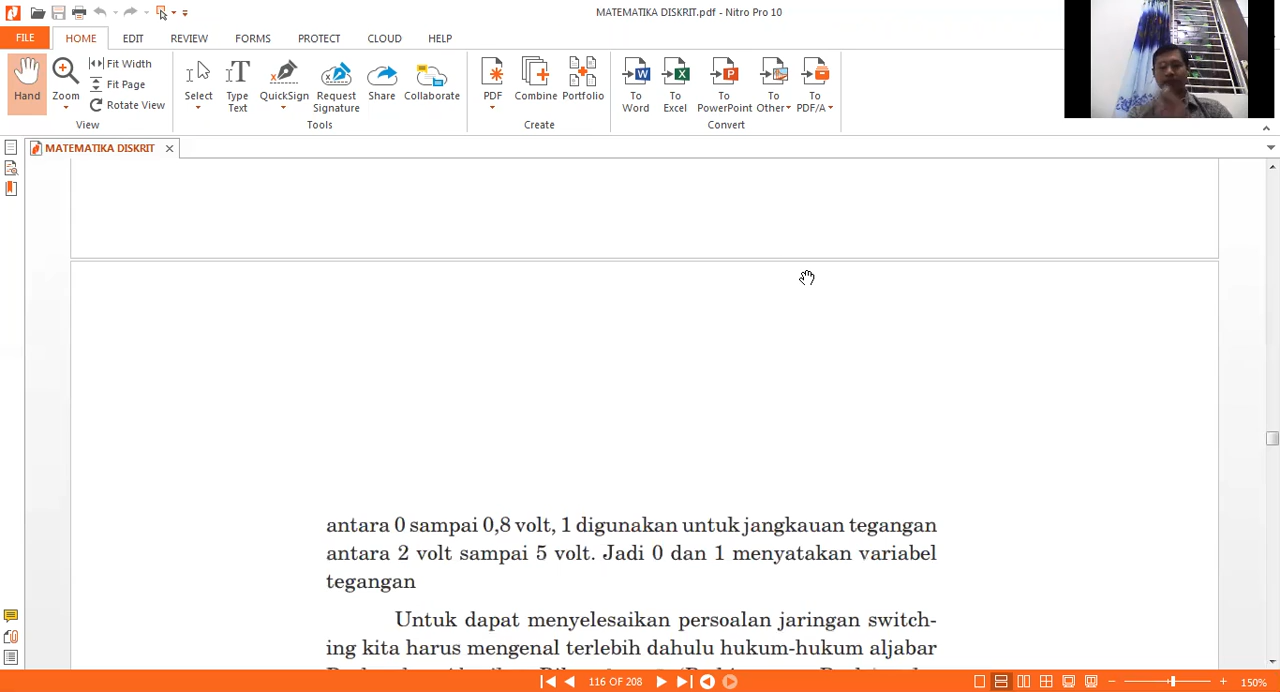 MATEMATIKA DISKRIT.pdf - Nitro Pro 10
FILE HOME EDIT REVIEW FORMS PROTECT CLOUD HELP
Hand
Zoom
Fit Width
Fit Page
Rotate View
View
Select
Type Text
QuickSign
Request Signature
Share
Collaborate
Tools
PDF
Combine
Portfolio
Create
To Word
To Excel
To PowerPoint
To Other
To PDF/A
Convert
MATEMATIKA DISKRIT
antara 0 sampai 0,8 volt, 1 digunakan untuk jangkauan tegangan
antara 2 volt sampai 5 volt. Jadi 0 dan 1 menyatakan variabel
tegangan
Untuk dapat menyelesaikan persoalan jaringan switch-
ing kita harus mengenal terlebih dahulu hukum-hukum aljabar
116 OF 208
150%